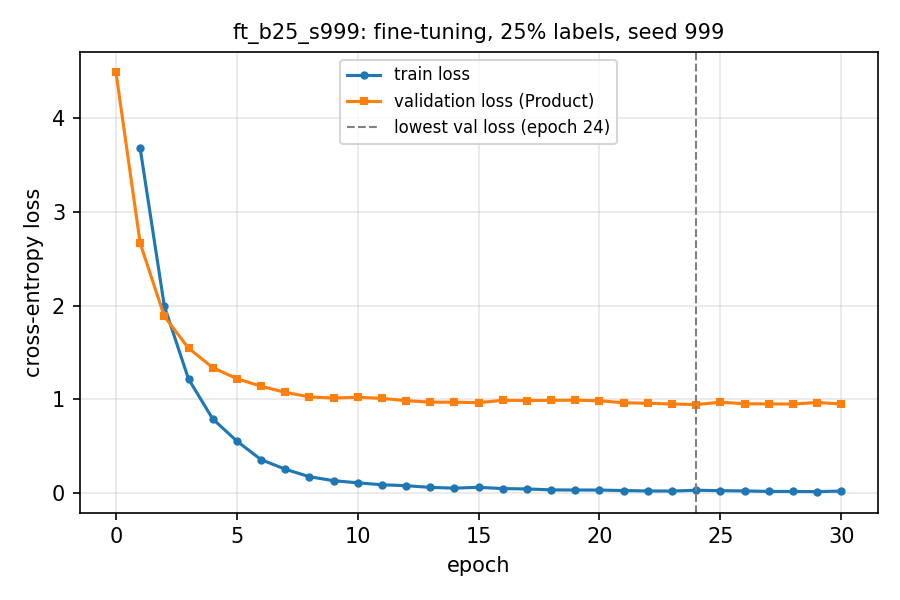 ft_b25_s999: fine-tuning, 25% labels, seed 999
train loss
validation loss (Product)
lowest val loss (epoch 24)
cross-entropy loss
4
3
2
1
0
0 5 10 15 20 25 30
epoch